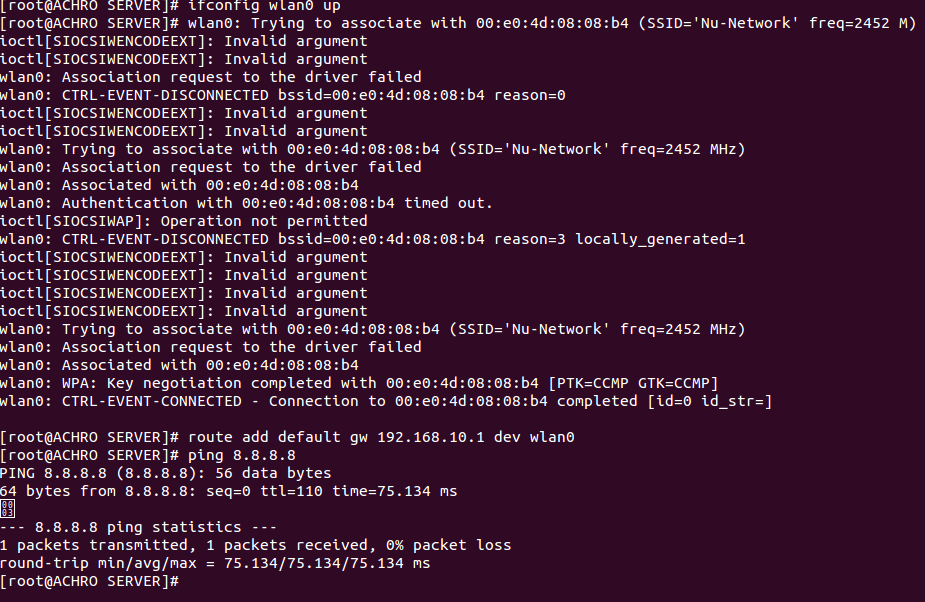 [root@ACHRO SERVER]# ifconfig wlan0 up
[root@ACHRO SERVER]# wlan0: Trying to associate with 00:e0:4d:08:08:b4 (SSID='Nu-Network' freq=2452 M)
ioctl[SIOCSIWENCODEEXT]: Invalid argument
ioctl[SIOCSIWENCODEEXT]: Invalid argument
wlan0: Association request to the driver failed
wlan0: CTRL-EVENT-DISCONNECTED bssid=00:e0:4d:08:08:b4 reason=0
ioctl[SIOCSIWENCODEEXT]: Invalid argument
ioctl[SIOCSIWENCODEEXT]: Invalid argument
wlan0: Trying to associate with 00:e0:4d:08:08:b4 (SSID='Nu-Network' freq=2452 MHz)
wlan0: Association request to the driver failed
wlan0: Associated with 00:e0:4d:08:08:b4
wlan0: Authentication with 00:e0:4d:08:08:b4 timed out.
ioctl[SIOCSIWAP]: Operation not permitted
wlan0: CTRL-EVENT-DISCONNECTED bssid=00:e0:4d:08:08:b4 reason=3 locally_generated=1
ioctl[SIOCSIWENCODEEXT]: Invalid argument
ioctl[SIOCSIWENCODEEXT]: Invalid argument
ioctl[SIOCSIWENCODEEXT]: Invalid argument
ioctl[SIOCSIWENCODEEXT]: Invalid argument
wlan0: Trying to associate with 00:e0:4d:08:08:b4 (SSID='Nu-Network' freq=2452 MHz)
wlan0: Association request to the driver failed
wlan0: Associated with 00:e0:4d:08:08:b4
wlan0: WPA: Key negotiation completed with 00:e0:4d:08:08:b4 [PTK=CCMP GTK=CCMP]
wlan0: CTRL-EVENT-CONNECTED - Connection to 00:e0:4d:08:08:b4 completed [id=0 id_str=]
[root@ACHRO SERVER]# route add default gw 192.168.10.1 dev wlan0
[root@ACHRO SERVER]# ping 8.8.8.8
PING 8.8.8.8 (8.8.8.8): 56 data bytes
64 bytes from 8.8.8.8: seq=0 ttl=110 time=75.134 ms
0003
--- 8.8.8.8 ping statistics ---
1 packets transmitted, 1 packets received, 0% packet loss
round-trip min/avg/max = 75.134/75.134/75.134 ms
[root@ACHRO SERVER]#